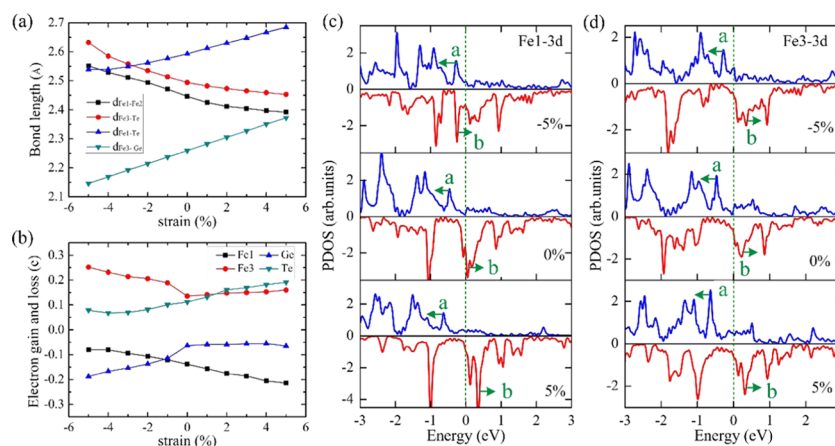 (a)
2.7
2.6
2.5
2.4
2.3
2.2
2.1
Bond length (Å)
dFe1-Fe2
dFe3-Te
dFe1-Te
dFe3-Ge
-6 -4 -2 0 2 4 6
strain (%)
(b)
0.3
0.2
0.1
0.0
-0.1
-0.2
-0.3
Electron gain and loss (e)
Fe1 Ge
Fe3 Te
-6 -4 -2 0 2 4 6
strain (%)
(c)
Fe1-3d
PDOS (arb.units)
2
0
-2
a
b
-5%
2
0
-2
a
b
0%
2
0
-2
-4
a
b
5%
-3 -2 -1 0 1 2 3
Energy (eV)
(d)
Fe3-3d
PDOS (arb.units)
2
0
-2
a
b
-5%
2
0
-2
a
b
0%
2
0
-2
a
b
5%
-3 -2 -1 0 1 2 3
Energy (eV)